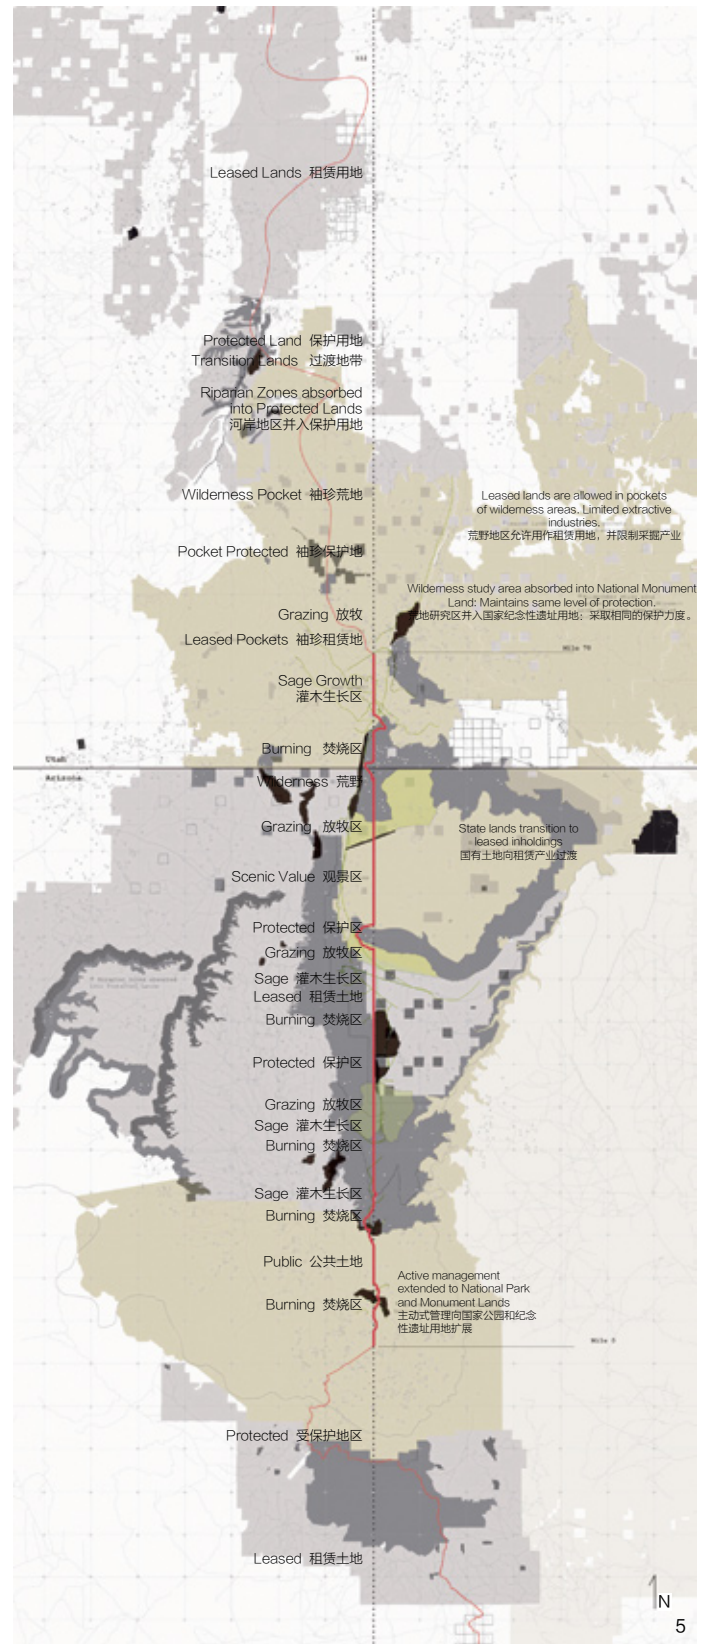 Leased Lands 租赁用地
Protected Land 保护用地
Transition Lands 过渡地带
Riparian Zones absorbed
into Protected Lands
河岸地区并入保护用地
Wilderness Pocket 袖珍荒地
Leased lands are allowed in pockets
of wilderness areas. Limited extractive
industries.
荒野地区允许用作租赁用地，并限制采掘产业
Pocket Protected 袖珍保护地
Wilderness study area absorbed into National Monument
Land: Maintains same level of protection.
荒地研究区并入国家纪念性遗址用地；采取相同的保护力度。
Grazing 放牧
Leased Pockets 袖珍租赁地
Mile 70
Sage Growth
灌木生长区
Burning 焚烧区
Utah
Arizona
Wilderness 荒野
Grazing 放牧区
State lands transition to
leased inholdings
国有土地向租赁产业过渡
Scenic Value 观景区
Protected 保护区
Grazing 放牧区
Sage 灌木生长区
Leased 租赁土地
Burning 焚烧区
Protected 保护区
Grazing 放牧区
Sage 灌木生长区
Burning 焚烧区
Sage 灌木生长区
Burning 焚烧区
Public 公共土地
Active management
extended to National Park
and Monument Lands
主动式管理向国家公园和纪念
性遗址用地扩展
Burning 焚烧区
Mile 0
Protected 受保护地区
Leased 租赁土地
N
5